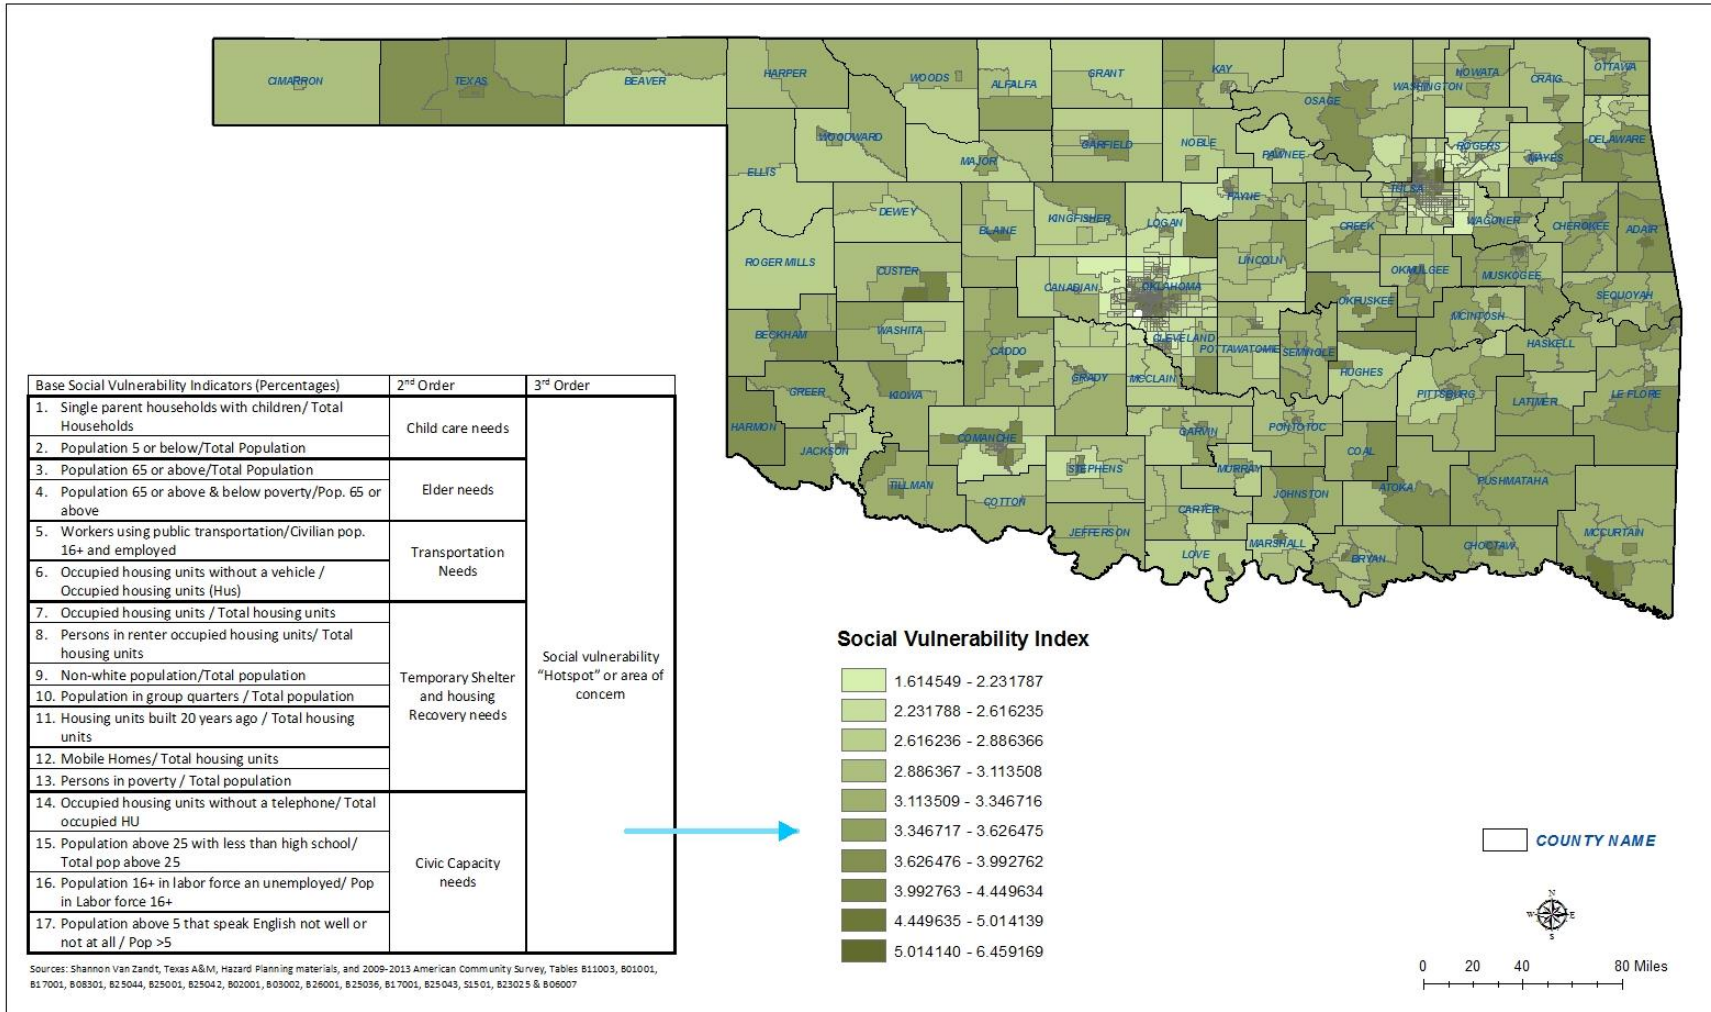 CIMARRON
TEXAS
BEAVER
HARPER
WOODS
ALFALFA
GRANT
KAY
OSAGE
WASHINGTON
NOWATA
CRAIG
OTTAWA
WOODWARD
MAJOR
GARFIELD
NOBLE
PAWNEE
ROGERS
MAYES
DELAWARE
ELLIS
DEWEY
BLAINE
KINGFISHER
LOGAN
PAYNE
TULSA
CREEK
WAGONER
CHEROKEE
ADAIR
ROGER MILLS
CUSTER
CANADIAN
OKLAHOMA
LINCOLN
OKMULGEE
MUSKOGEE
OKFUSKEE
SEQUOYAH
BECKHAM
WASHITA
CADDO
CLEVELAND
POTTAWATOMIE
SEMINOLE
MCINTOSH
HASKELL
HUGHES
GREER
KIOWA
GRADY
MCCLAIN
PITTSBURG
LATIMER
LE FLORE
HARMON
JACKSON
COMANCHE
STEPHENS
GARVIN
PONTOTOC
COAL
MURRAY
TILLMAN
COTTON
CARTER
JOHNSTON
ATOKA
PUSHMATAHA
JEFFERSON
LOVE
MARSHALL
BRYAN
CHOCTAW
MCCURTAIN
Base Social Vulnerability Indicators (Percentages)
2nd Order
3rd Order
1. Single parent households with children/ Total
Households
2. Population 5 or below/Total Population
Child care needs
3. Population 65 or above/Total Population
4. Population 65 or above & below poverty/Pop. 65 or
above
Elder needs
5. Workers using public transportation/Civilian pop.
16+ and employed
6. Occupied housing units without a vehicle /
Occupied housing units (Hus)
Transportation
Needs
7. Occupied housing units / Total housing units
8. Persons in renter occupied housing units/ Total
housing units
9. Non-white population/Total population
10. Population in group quarters / Total population
11. Housing units built 20 years ago / Total housing
units
12. Mobile Homes/ Total housing units
13. Persons in poverty / Total population
Temporary Shelter
and housing
Recovery needs
14. Occupied housing units without a telephone/ Total
occupied HU
15. Population above 25 with less than high school/
Total pop above 25
16. Population 16+ in labor force an unemployed/ Pop
in Labor force 16+
17. Population above 5 that speak English not well or
not at all / Pop >5
Civic Capacity
needs
Social vulnerability
"Hotspot" or area of
concern
Sources: Shannon Van Zandt, Texas A&M, Hazard Planning materials, and 2009-2013 American Community Survey, Tables B11003, B01001,
B17001, B08301, B25044, B25001, B25042, B02001, B03002, B26001, B25036, B17001, B25043, S1501, B23025 & B06007
Social Vulnerability Index
1.614549 - 2.231787
2.231788 - 2.616235
2.616236 - 2.886366
2.886367 - 3.113508
3.113509 - 3.346716
3.346717 - 3.626475
3.626476 - 3.992762
3.992763 - 4.449634
4.449635 - 5.014139
5.014140 - 6.459169
COUNTY NAME
N
W E
S
0 20 40 80 Miles